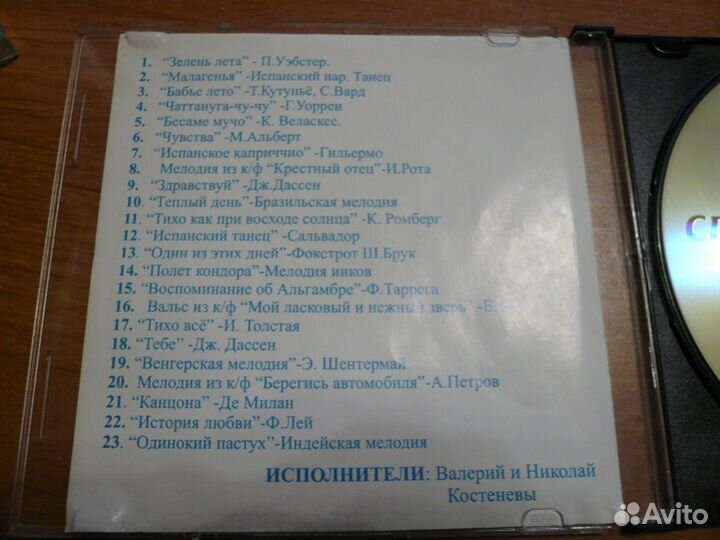 1. “Зелень лета” - П.Уэбстер.
2. “Малагенья” -Испанский нар. Танец
3. “Бабье лето” -Т.Кутуньё, С.Вард
4. “Чаттануга-чу-чу” -Г.Уоррен
5. “Бесаме мучо” -К. Веласкес.
6. “Чувства” -М.Альберт
7. “Испанское каприччио” -Гильермо
8. Мелодия из к/ф “Крестный отец”-И.Рота
9. “Здравствуй” -Дж.Дассен
10. “Теплый день” -Бразильская мелодия
11. “Тихо как при восходе солнца” -К. Ромберг
12. “Испанский танец” -Сальвадор
13. “Один из этих дней”-Фокстрот Ш.Брук
14. “Полет кондора”-Мелодия инков
15. “Воспоминание об Альгамбре”-Ф.Таррега
16. Вальс из к/ф “Мой ласковый и нежный зверь” -Е.
17. “Тихо всё” -И. Толстая
18. “Тебе” -Дж. Дассен
19. “Венгерская мелодия”-Э. Шентермай
20. Мелодия из к/ф “Берегись автомобиля”-А.Петров
21. “Канцона” -Де Милан
22. “История любви” -Ф.Лей
23. “Одинокий пастух”-Индейская мелодия
ИСПОЛНИТЕЛИ: Валерий и Николай
Костеневы
Avito